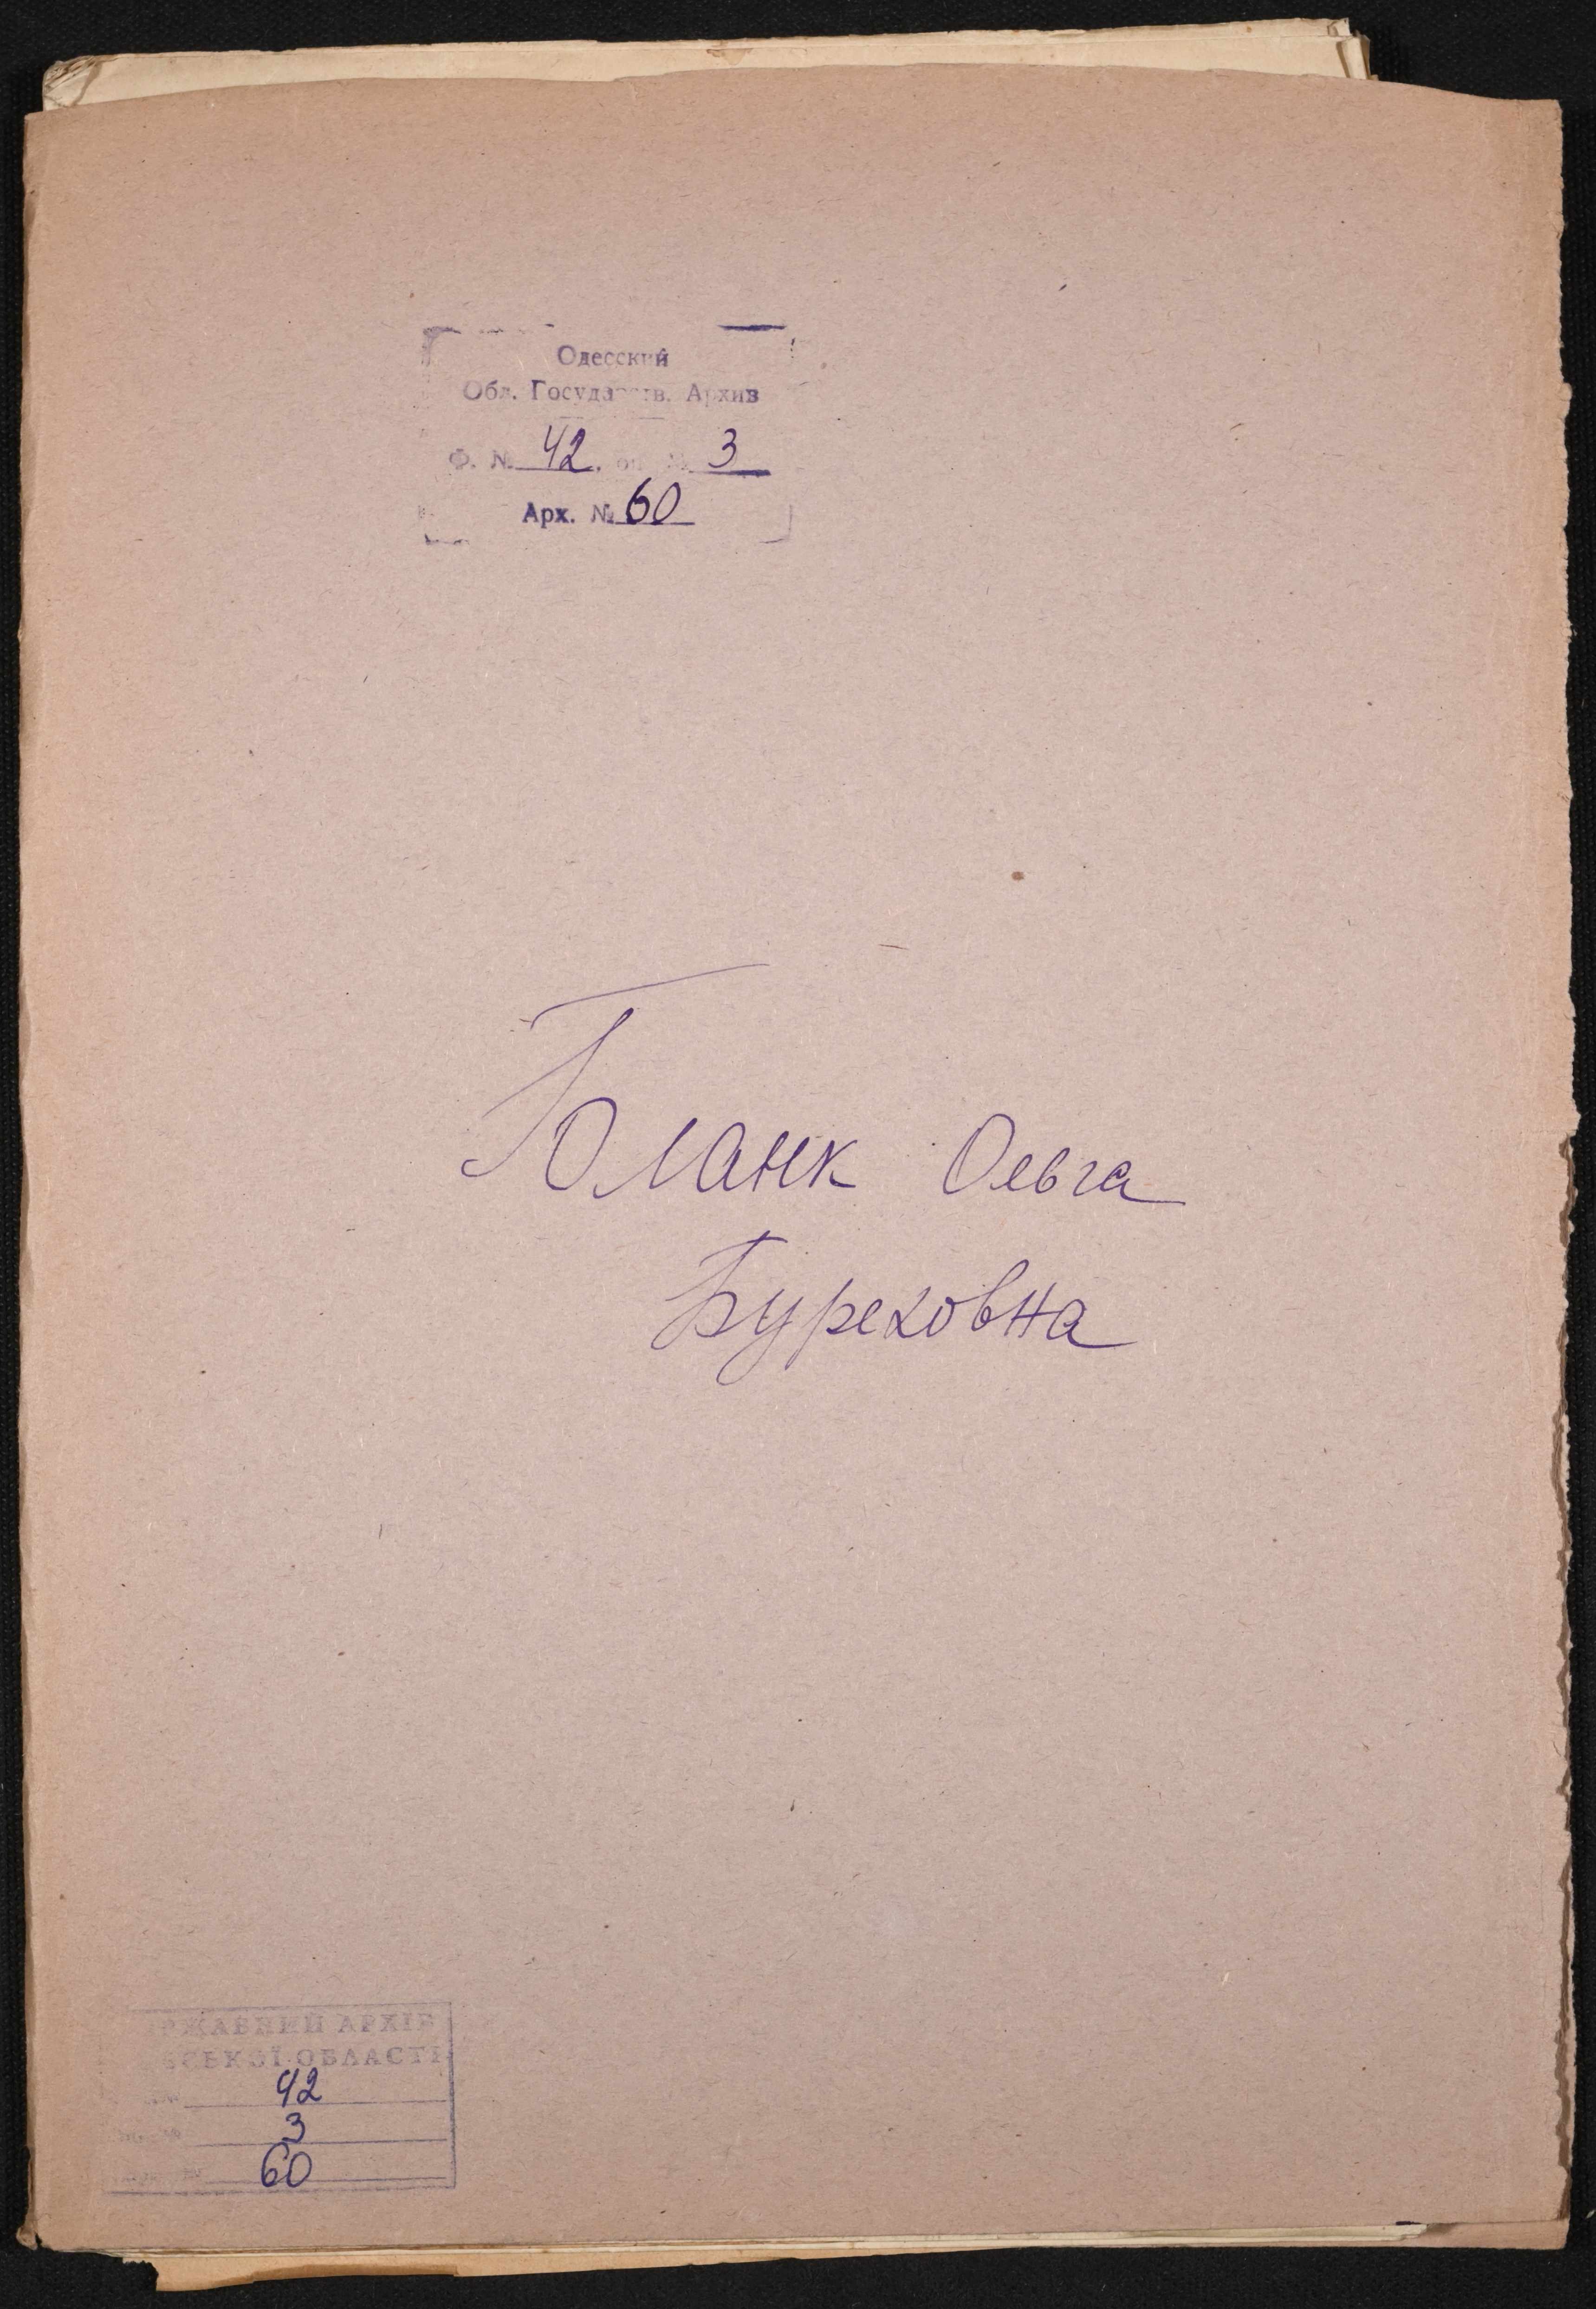 Одесский
Обл. Государств. Архив
Ф. № 42. оп. № 3
Арх. № 60
Бланк Ольга
Буреховна
РЖАВНИЙ АРХІВ
СЬКОЇ ОБЛАСТІ
42
3
60